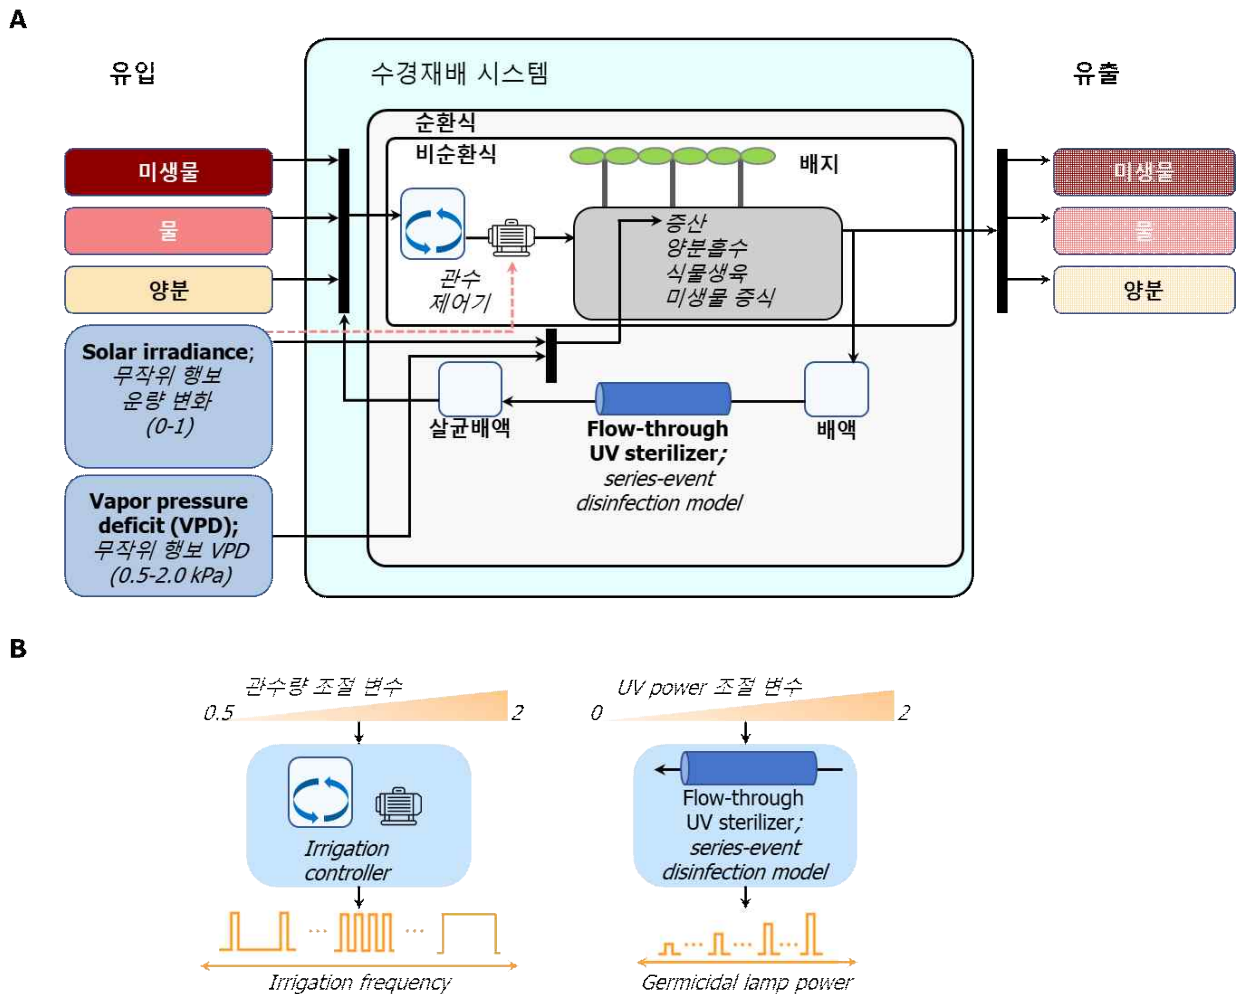 A
유입
수경재배 시스템
유출
순환식
비순환식
배지
미생물
물
양분
관수
제어기
증산
양분흡수
식물생육
미생물 증식
미생물
물
양분
Solar irradiance;
무작위 행보
운량 변화
(0-1)
Vapor pressure
deficit (VPD);
무작위 행보 VPD
(0.5-2.0 kPa)
살균배액
Flow-through
UV sterilizer;
series-event
disinfection model
배액
B
관수량 조절 변수
0.5
2
Irrigation
controller
...
...
Irrigation frequency
UV power 조절 변수
0
2
Flow-through
UV sterilizer;
series-event
disinfection model
...
...
...
Germicidal lamp power